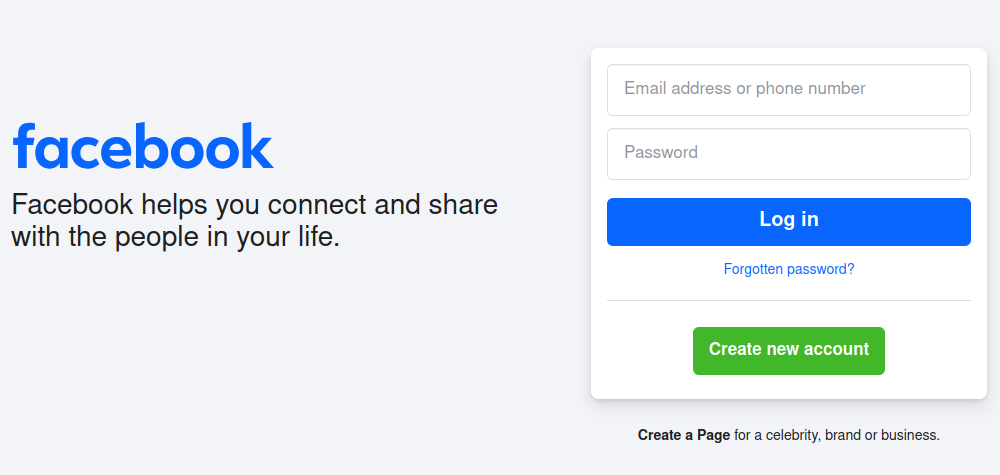 facebook
Facebook helps you connect and share
with the people in your life.
Email address or phone number
Password
Log in
Forgotten password?
Create new account
Create a Page for a celebrity, brand or business.